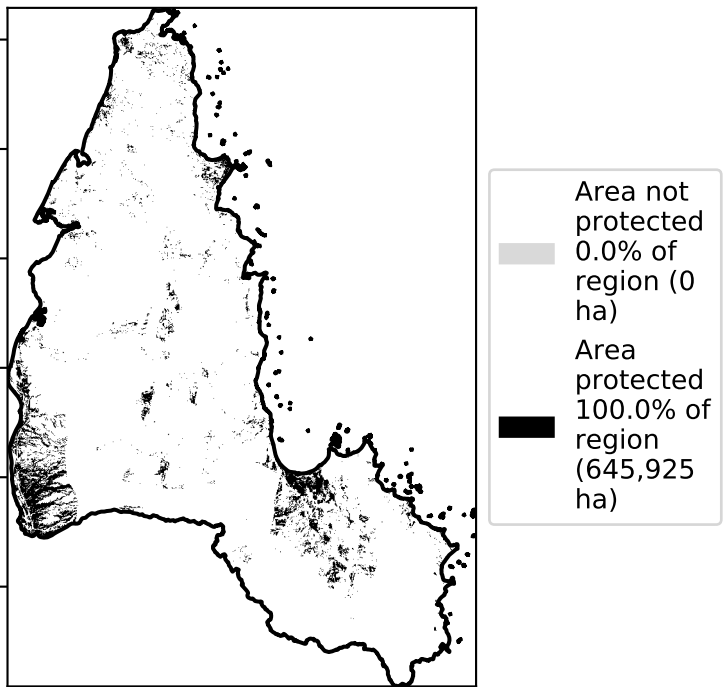 Area not
protected
0.0% of
region (0
ha)
Area
protected
100.0% of
region
(645,925
ha)